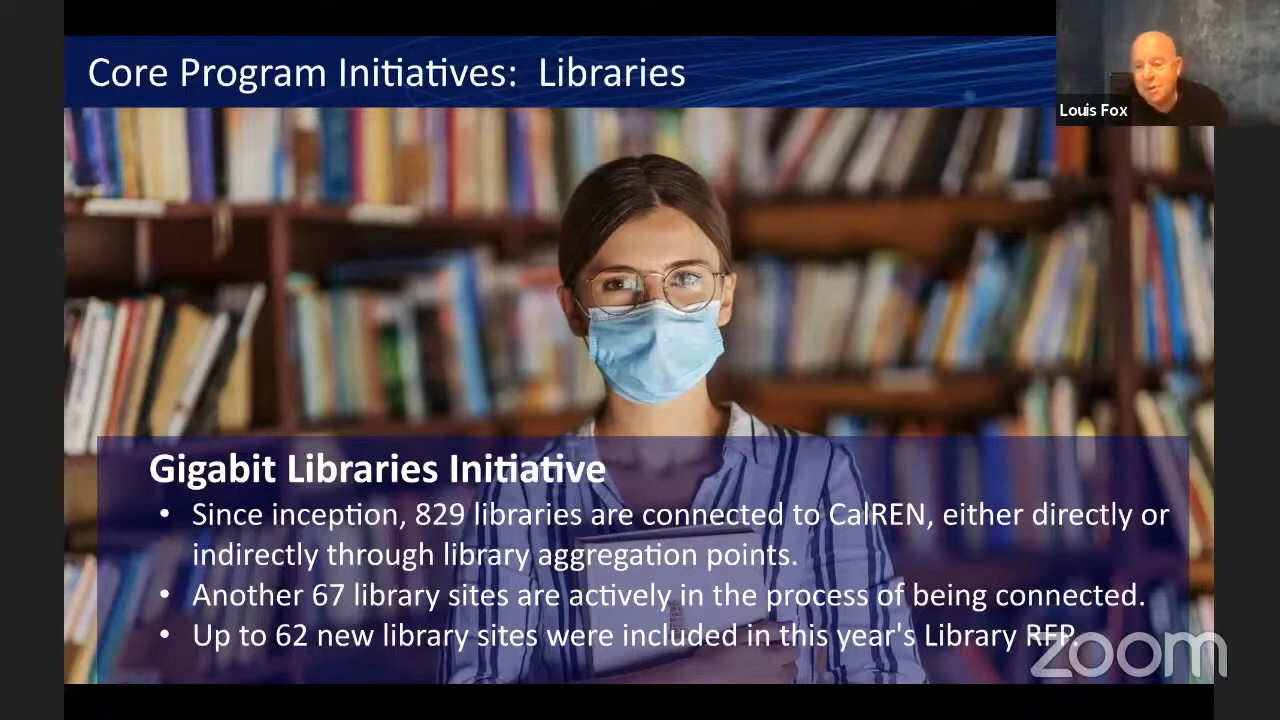 Core Program Initiatives:  Libraries
Louis Fox
Gigabit Libraries Initiative
• Since inception, 829 libraries are connected to CalREN, either directly or
indirectly through library aggregation points.
• Another 67 library sites are actively in the process of being connected.
• Up to 62 new library sites were included in this year's Library RFP.
zoom